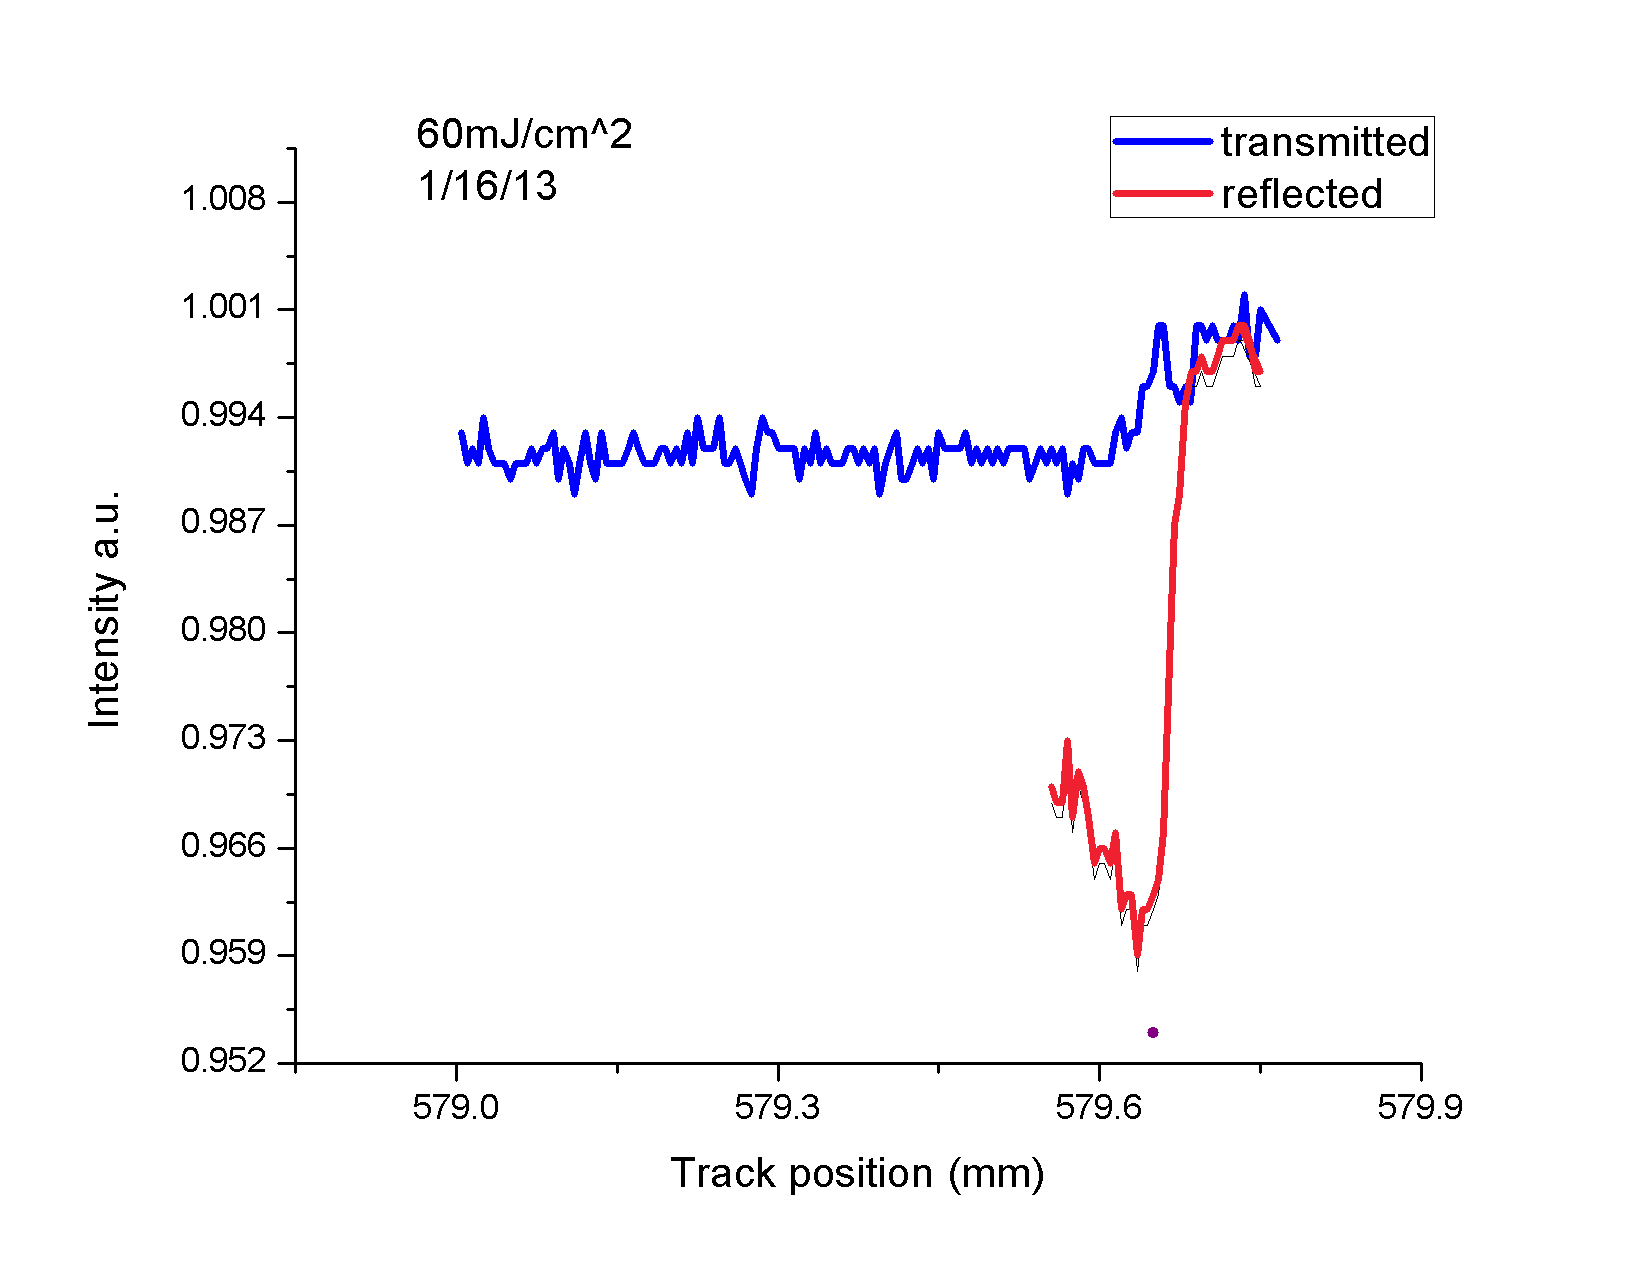 60mJ/cm^2
1/16/13
transmitted
reflected
1.008
1.001
0.994
0.987
0.980
0.973
0.966
0.959
0.952
Intensity a.u.
579.0
579.3
579.6
579.9
Track position (mm)